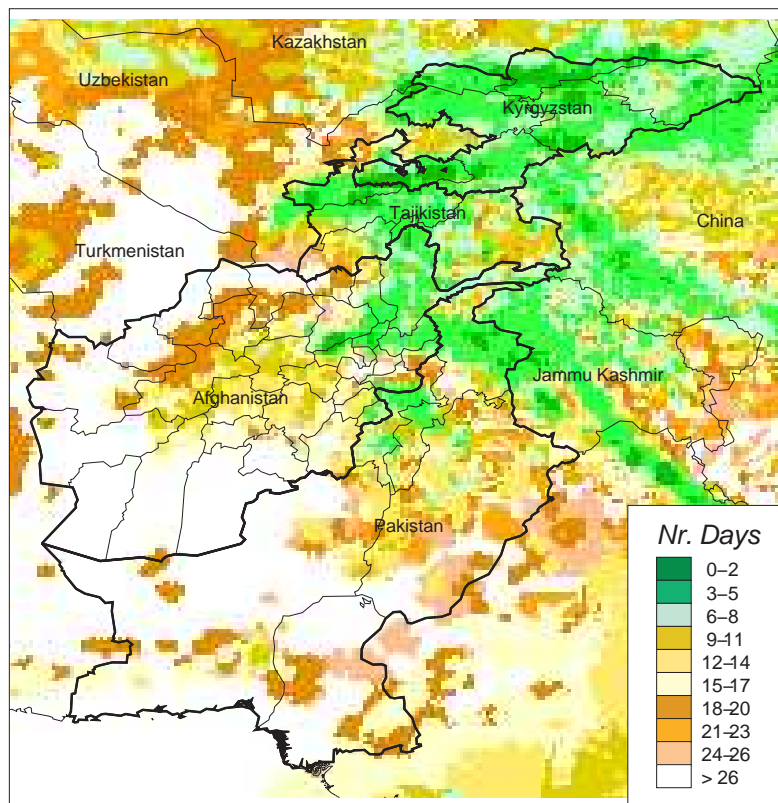 Kazakhstan
Uzbekistan
Kyrgyzstan
Tajikistan
China
Turkmenistan
Jammu Kashmir
Afghanistan
Pakistan
Nr. Days
0–2
3–5
6–8
9–11
12–14
15–17
18–20
21–23
24–26
> 26